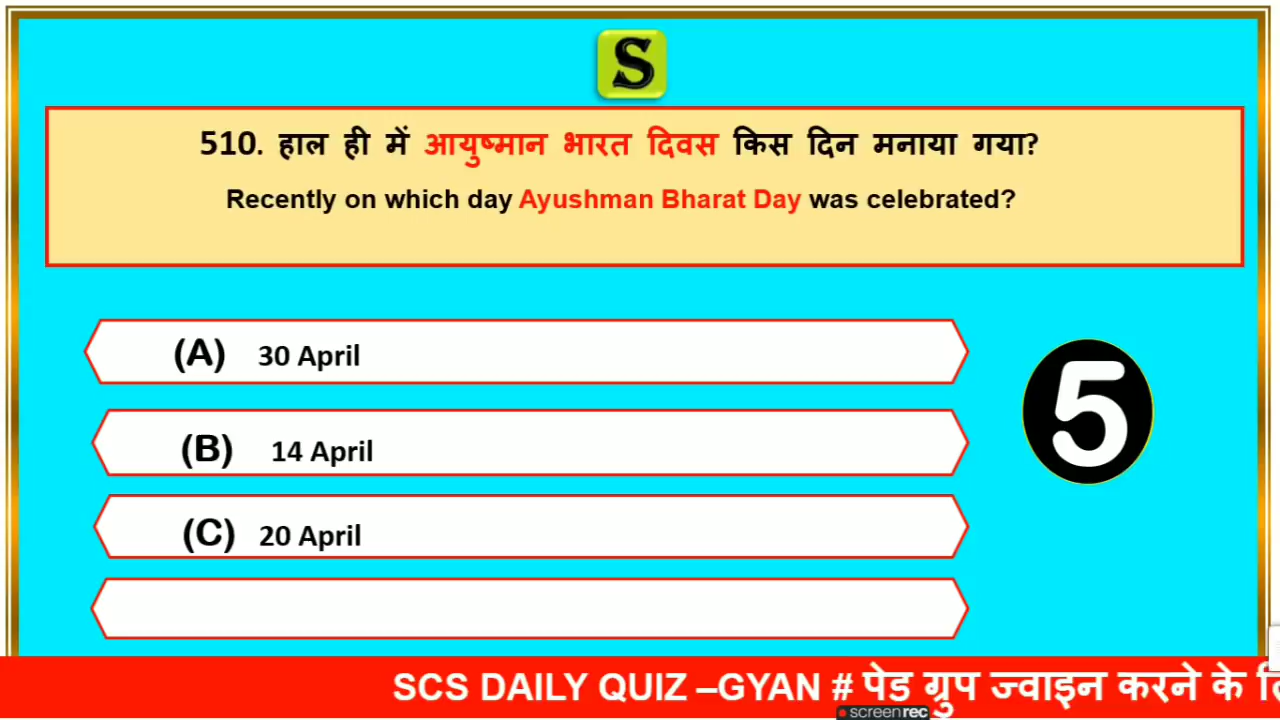 S
510. हाल ही में आयुष्मान भारत दिवस किस दिन मनाया गया?
Recently on which day Ayushman Bharat Day was celebrated?
(A) 30 April
5
(B) 14 April
(C) 20 April
SCS DAILY QUIZ –GYAN # पेड ग्रुप ज्वाइन करने के
screenrec